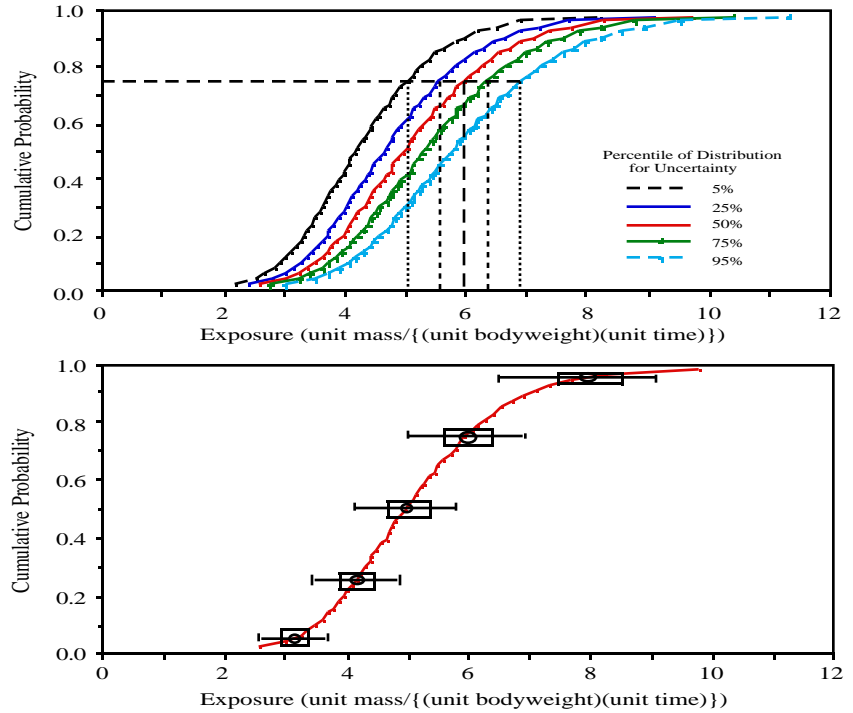 1.0
0.8
0.6
0.4
0.2
0.0
Cumulative Probability
Percentile of Distribution
for Uncertainty
5%
25%
50%
75%
95%
0 2 4 6 8 10 12
Exposure (unit mass/{(unit bodyweight)(unit time)})
1.0
0.8
0.6
0.4
0.2
0.0
Cumulative Probability
0 2 4 6 8 10 12
Exposure (unit mass/{(unit bodyweight)(unit time)})